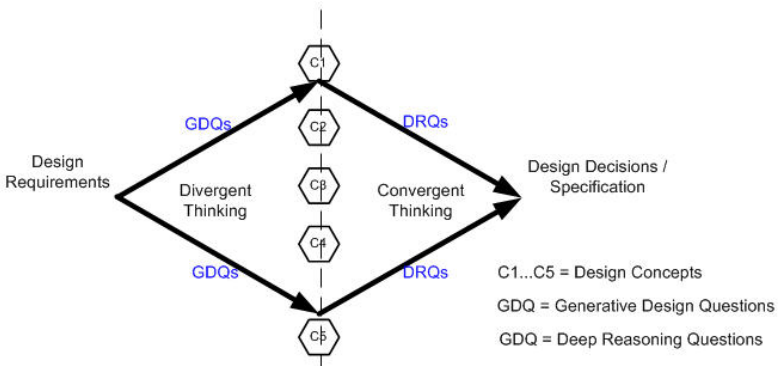 C1
GDQs
DRQs
C2
Design
Requirements
Divergent
Thinking
C3
Convergent
Thinking
Design Decisions /
Specification
C4
GDQs
DRQs
C5
C1...C5 = Design Concepts
GDQ = Generative Design Questions
GDQ = Deep Reasoning Questions